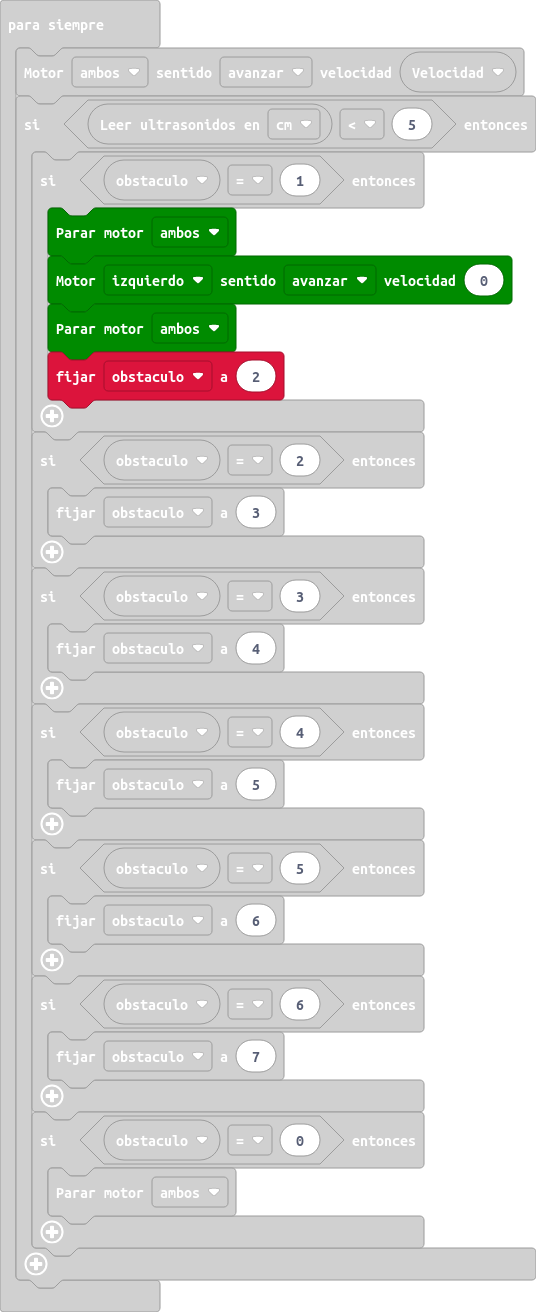 para siempre
Motor ambos sentido avanzar velocidad Velocidad
si Leer ultrasonidos en cm < 5 entonces
si obstaculo = 1 entonces
Parar motor ambos
Motor izquierdo sentido avanzar velocidad 0
Parar motor ambos
fijar obstaculo a 2
si obstaculo = 2 entonces
fijar obstaculo a 3
si obstaculo = 3 entonces
fijar obstaculo a 4
si obstaculo = 4 entonces
fijar obstaculo a 5
si obstaculo = 5 entonces
fijar obstaculo a 6
si obstaculo = 6 entonces
fijar obstaculo a 7
si obstaculo = 0 entonces
Parar motor ambos